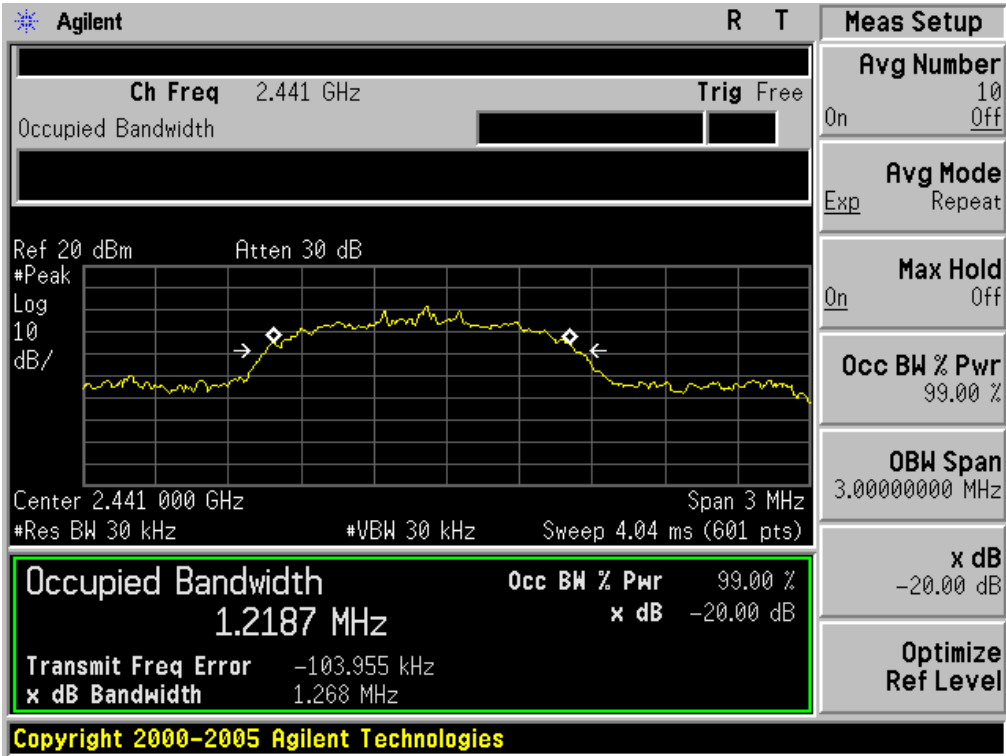 Agilent R T
Ch Freq 2.441 GHz Trig Free
Occupied Bandwidth
Ref 20 dBm Atten 30 dB
#Peak
Log
10
dB/
Center 2.441 000 GHz Span 3 MHz
#Res BW 30 kHz #VBW 30 kHz Sweep 4.04 ms (601 pts)
Occupied Bandwidth
1.2187 MHz
Occ BW % Pwr 99.00 %
x dB -20.00 dB
Transmit Freq Error -103.955 kHz
x dB Bandwidth 1.268 MHz
Copyright 2000-2005 Agilent Technologies
Meas Setup
Avg Number
10
On Off
Avg Mode
Exp Repeat
Max Hold
On Off
Occ BW % Pwr
99.00 %
OBW Span
3.00000000 MHz
x dB
-20.00 dB
Optimize
Ref Level